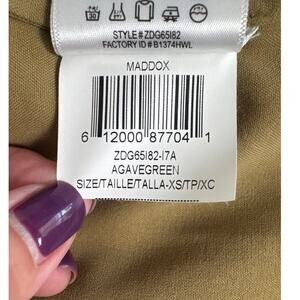 30
STYLE#ZDG65I82
FACTORY ID#B1374HWL
MADDOX
6 12000 87704 1
ZDG65I82-I7A
AGAVEGREEN
SIZE/TAILLE/TALLA-XS/TP/XC